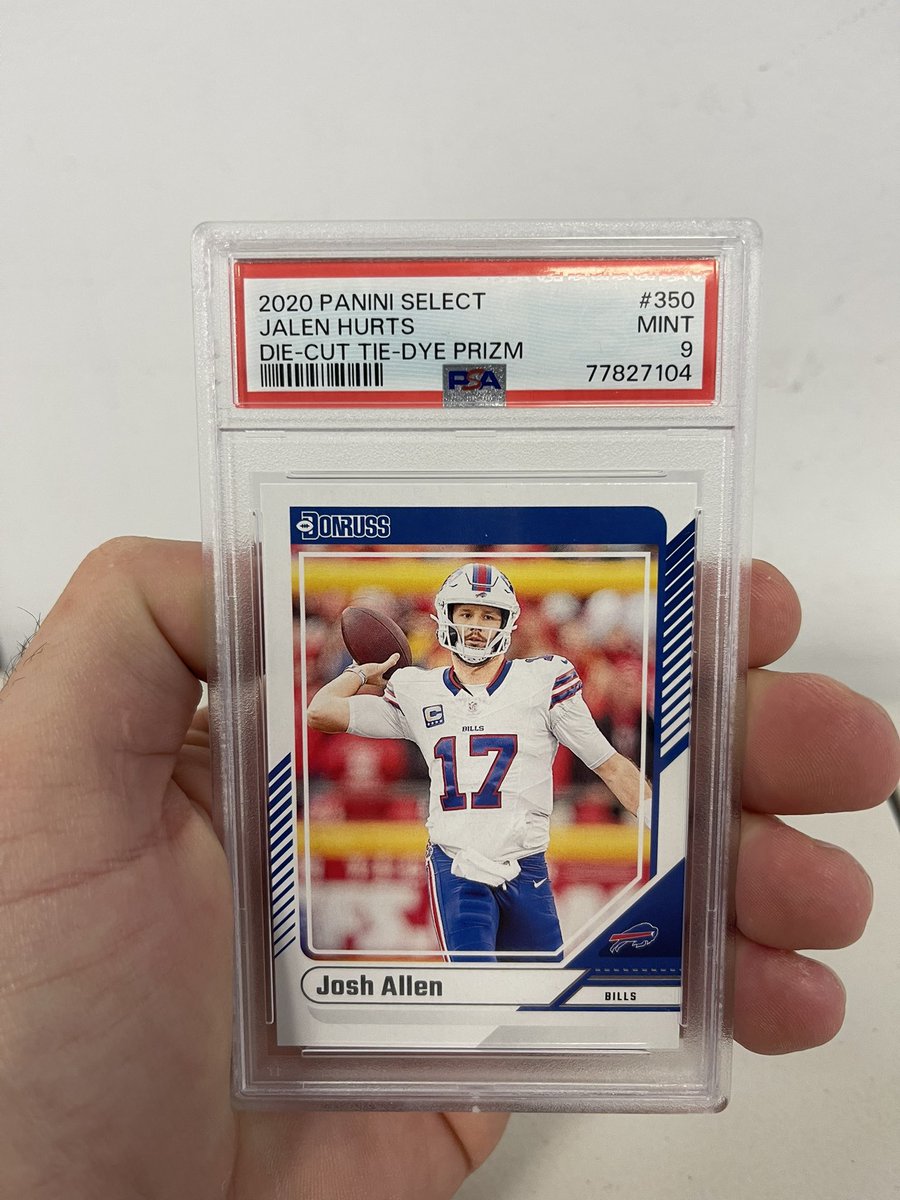 2020 PANINI SELECT #350
JALEN HURTS MINT
DIE-CUT TIE-DYE PRIZM 9
77827104
PSA
DONRUSS
C
BILLS
17
17
Josh Allen
BILLS